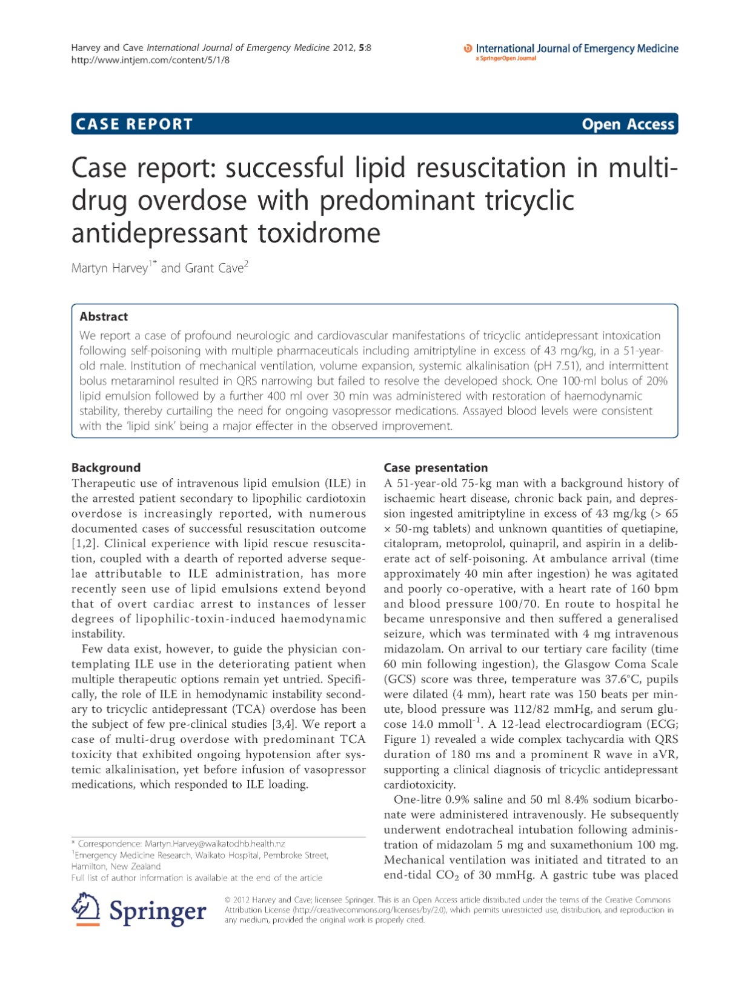 Harvey and Cave International Journal of Emergency Medicine 2012, 5:8
http://www.intjem.com/content/5/1/8
International Journal of Emergency Medicine
a SpringerOpen Journal
CASE REPORT
Open Access
Case report: successful lipid resuscitation in multi-
drug overdose with predominant tricyclic
antidepressant toxidrome
Martyn Harvey1* and Grant Cave2
Abstract
We report a case of profound neurologic and cardiovascular manifestations of tricyclic antidepressant intoxication
following self-poisoning with multiple pharmaceuticals including amitriptyline in excess of 43 mg/kg, in a 51-year-
old male. Institution of mechanical ventilation, volume expansion, systemic alkalinisation (pH 7.51), and intermittent
bolus metaraminol resulted in QRS narrowing but failed to resolve the developed shock. One 100-ml bolus of 20%
lipid emulsion followed by a further 400 ml over 30 min was administered with restoration of haemodynamic
stability, thereby curtailing the need for ongoing vasopressor medications. Assayed blood levels were consistent
with the ‘lipid sink’ being a major effecter in the observed improvement.
Background
Therapeutic use of intravenous lipid emulsion (ILE) in
the arrested patient secondary to lipophilic cardiotoxin
overdose is increasingly reported, with numerous
documented cases of successful resuscitation outcome
[1,2]. Clinical experience with lipid rescue resuscita-
tion, coupled with a dearth of reported adverse seque-
lae attributable to ILE administration, has more
recently seen use of lipid emulsions extend beyond
that of overt cardiac arrest to instances of lesser
degrees of lipophilic-toxin-induced haemodynamic
instability.
Few data exist, however, to guide the physician con-
templating ILE use in the deteriorating patient when
multiple therapeutic options remain yet untried. Specifi-
cally, the role of ILE in hemodynamic instability second-
ary to tricyclic antidepressant (TCA) overdose has been
the subject of few pre-clinical studies [3,4]. We report a
case of multi-drug overdose with predominant TCA
toxicity that exhibited ongoing hypotension after sys-
temic alkalinisation, yet before infusion of vasopressor
medications, which responded to ILE loading.
* Correspondence: Martyn.Harvey@waikatodhb.health.nz
1Emergency Medicine Research, Waikato Hospital, Pembroke Street,
Hamilton, New Zealand
Full list of author information is available at the end of the article
Case presentation
A 51-year-old 75-kg man with a background history of
ischaemic heart disease, chronic back pain, and depres-
sion ingested amitriptyline in excess of 43 mg/kg (> 65
× 50-mg tablets) and unknown quantities of quetiapine,
citalopram, metoprolol, quinapril, and aspirin in a delib-
erate act of self-poisoning. At ambulance arrival (time
approximately 40 min after ingestion) he was agitated
and poorly co-operative, with a heart rate of 160 bpm
and blood pressure 100/70. En route to hospital he
became unresponsive and then suffered a generalised
seizure, which was terminated with 4 mg intravenous
midazolam. On arrival to our tertiary care facility (time
60 min following ingestion), the Glasgow Coma Scale
(GCS) score was three, temperature was 37.6°C, pupils
were dilated (4 mm), heart rate was 150 beats per min-
ute, blood pressure was 112/82 mmHg, and serum glu-
cose 14.0 mmoll-1. A 12-lead electrocardiogram (ECG;
Figure 1) revealed a wide complex tachycardia with QRS
duration of 180 ms and a prominent R wave in aVR,
supporting a clinical diagnosis of tricyclic antidepressant
cardiotoxicity.
One-litre 0.9% saline and 50 ml 8.4% sodium bicarbo-
nate were administered intravenously. He subsequently
underwent endotracheal intubation following adminis-
tration of midazolam 5 mg and suxamethonium 100 mg.
Mechanical ventilation was initiated and titrated to an
end-tidal CO2 of 30 mmHg. A gastric tube was placed
Springer
© 2012 Harvey and Cave; licensee Springer. This is an Open Access article distributed under the terms of the Creative Commons
Attribution License (http://creativecommons.org/licenses/by/2.0), which permits unrestricted use, distribution, and reproduction in
any medium, provided the original work is properly cited.